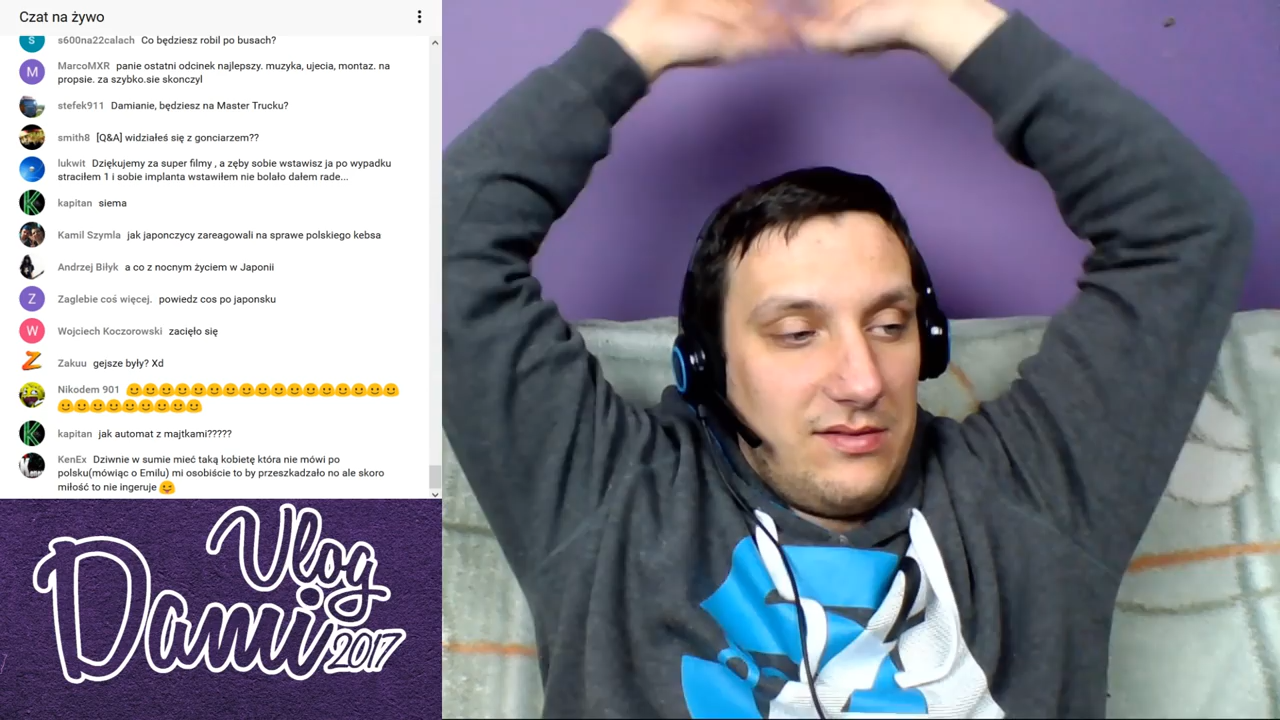 Czat na żywo
s600na22calach Co będziesz robil po busach?
MarcoMXR panie ostatni odcinek najlepszy. muzyka, ujecia, montaz. na
propsie. za szybko.sie skonczyl
stefek911 Damianie, będziesz na Master Trucku?
smith8 [Q&A] widziałeś się z gonciarzem??
lukwit Dziękujemy za super filmy , a zęby sobie wstawisz ja po wypadku
straciłem 1 i sobie implanta wstawiłem nie bolało dałem rade...
kapitan siema
Kamil Szymla jak japonczycy zareagowali na sprawe polskiego kebsa
Andrzej Biłyk a co z nocnym życiem w Japonii
Zaglebie coś więcej. powiedz cos po japonsku
Wojciech Koczorowski zacięło się
Zakuu gejsze były? Xd
Nikodem 901
kapitan jak automat z majtkami?????
KenEx Dziwnie w sumie mieć taką kobietę która nie mówi po
polsku(mówiąc o Emilu) mi osobiście to by przeszkadzało no ale skoro
miłość to nie ingeruje
Vlog
Dami
2017